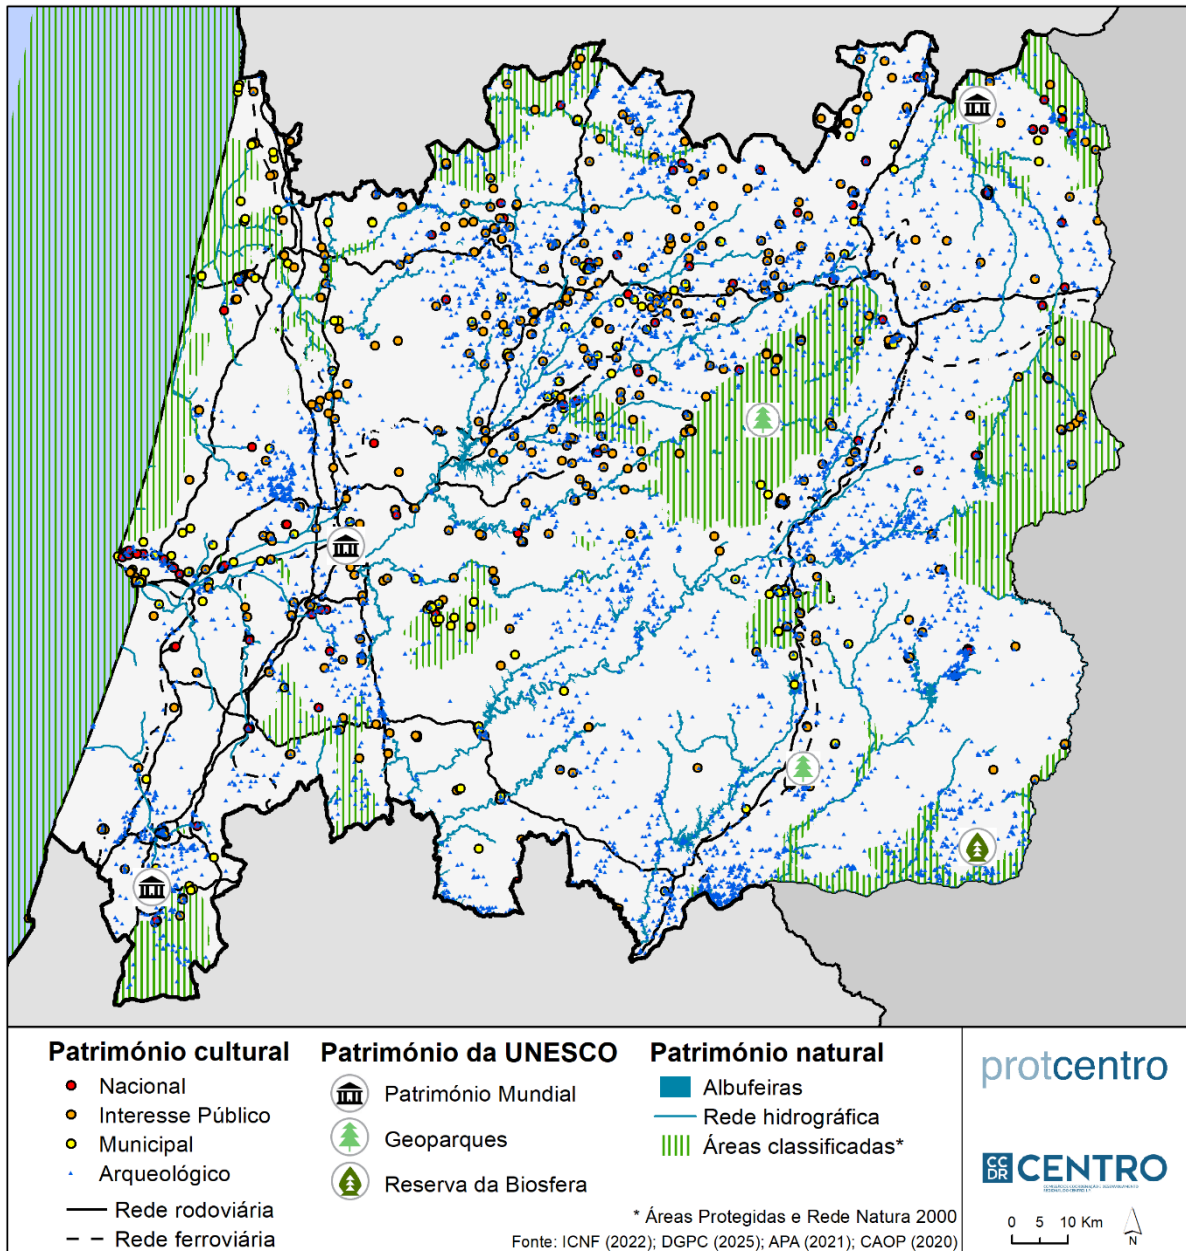 Património cultural
Nacional
Interesse Público
Municipal
Arqueológico
Rede rodoviária
Rede ferroviária
Património da UNESCO
Património Mundial
Geoparques
Reserva da Biosfera
Património natural
Albufeiras
Rede hidrográfica
Áreas classificadas*
* Áreas Protegidas e Rede Natura 2000
Fonte: ICNF (2022); DGPC (2025); APA (2021); CAOP (2020)
protcentro
CC
DR CENTRO
0 5 10 Km
N